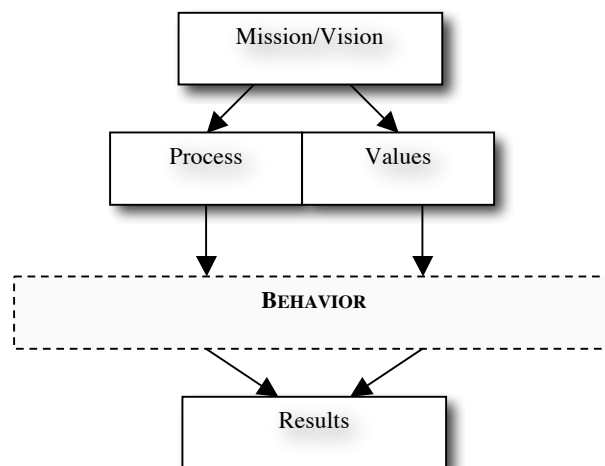 Mission/Vision
Process
Values
BEHAVIOR
Results